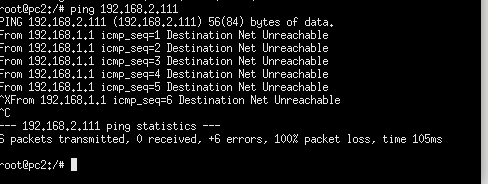 root@pc2:/# ping 192.168.2.111
PING 192.168.2.111 (192.168.2.111) 56(84) bytes of data.
From 192.168.1.1 icmp_seq=1 Destination Net Unreachable
From 192.168.1.1 icmp_seq=2 Destination Net Unreachable
From 192.168.1.1 icmp_seq=3 Destination Net Unreachable
From 192.168.1.1 icmp_seq=4 Destination Net Unreachable
From 192.168.1.1 icmp_seq=5 Destination Net Unreachable
^XFrom 192.168.1.1 icmp_seq=6 Destination Net Unreachable
^C
--- 192.168.2.111 ping statistics ---
6 packets transmitted, 0 received, +6 errors, 100% packet loss, time 105ms
root@pc2:/#